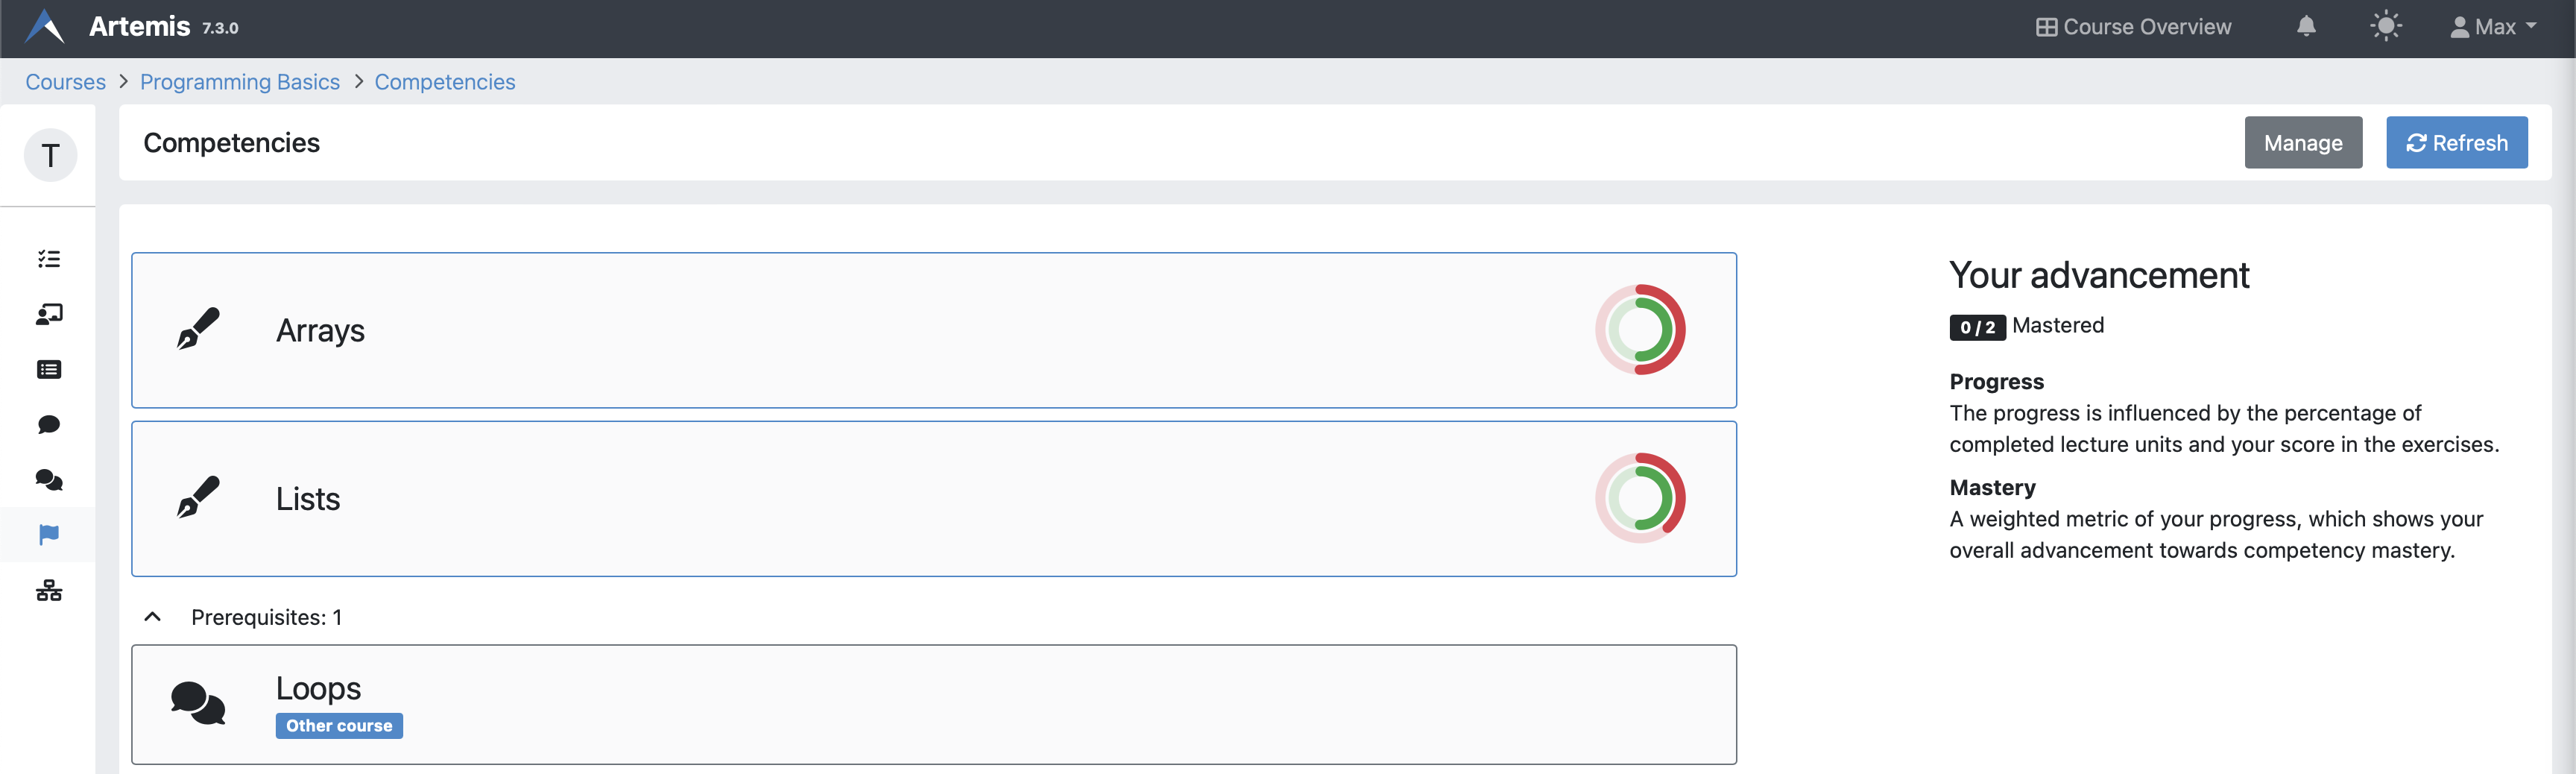 Artemis 7.3.0
Course Overview
Max
Courses > Programming Basics > Competencies
T
Competencies
Manage
Refresh
Arrays
Lists
Prerequisites: 1
Loops
Other course
Your advancement
0 / 2 Mastered
Progress
The progress is influenced by the percentage of
completed lecture units and your score in the exercises.
Mastery
A weighted metric of your progress, which shows your
overall advancement towards competency mastery.